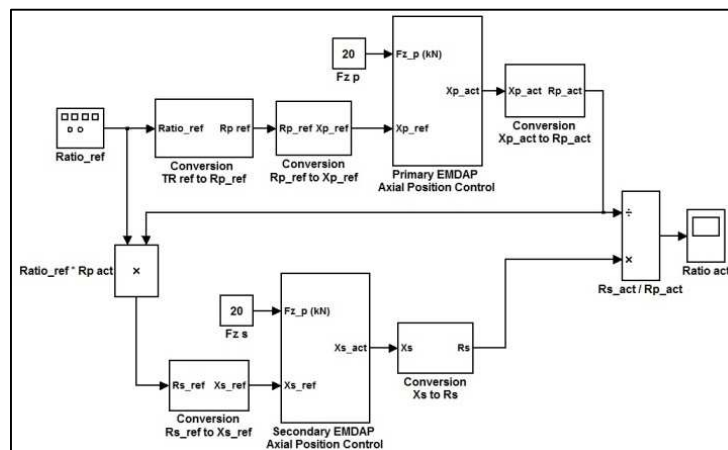 20
Fz_p (kN)
Fz p
Xp_act
Xp_act Rp_act
Ratio_ref Rp ref
Rp_ref Xp_ref
Xp_ref
Ratio_ref
Conversion
TR ref to Rp_ref
Conversion
Rp_ref to Xp_ref
Primary EMDAP
Axial Position Control
Conversion
Xp_act to Rp_act
÷
×
Ratio_ref * Rp act
×
Ratio act
Rs_act / Rp_act
20
Fz_p (kN)
Fz s
Xs_act
Xs Rs
Rs_ref Xs_ref
Xs_ref
Conversion
Xs to Rs
Conversion
Rs_ref to Xs_ref
Secondary EMDAP
Axial Position Control